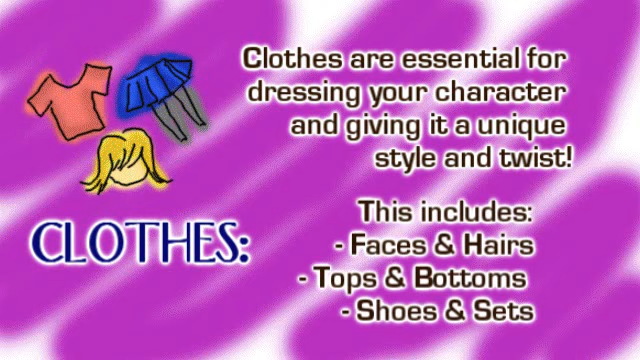 Clothes are essential for
dressing your character
and giving it a unique
style and twist!
CLOTHES:
This includes:
- Faces & Hairs
- Tops & Bottoms
- Shoes & Sets